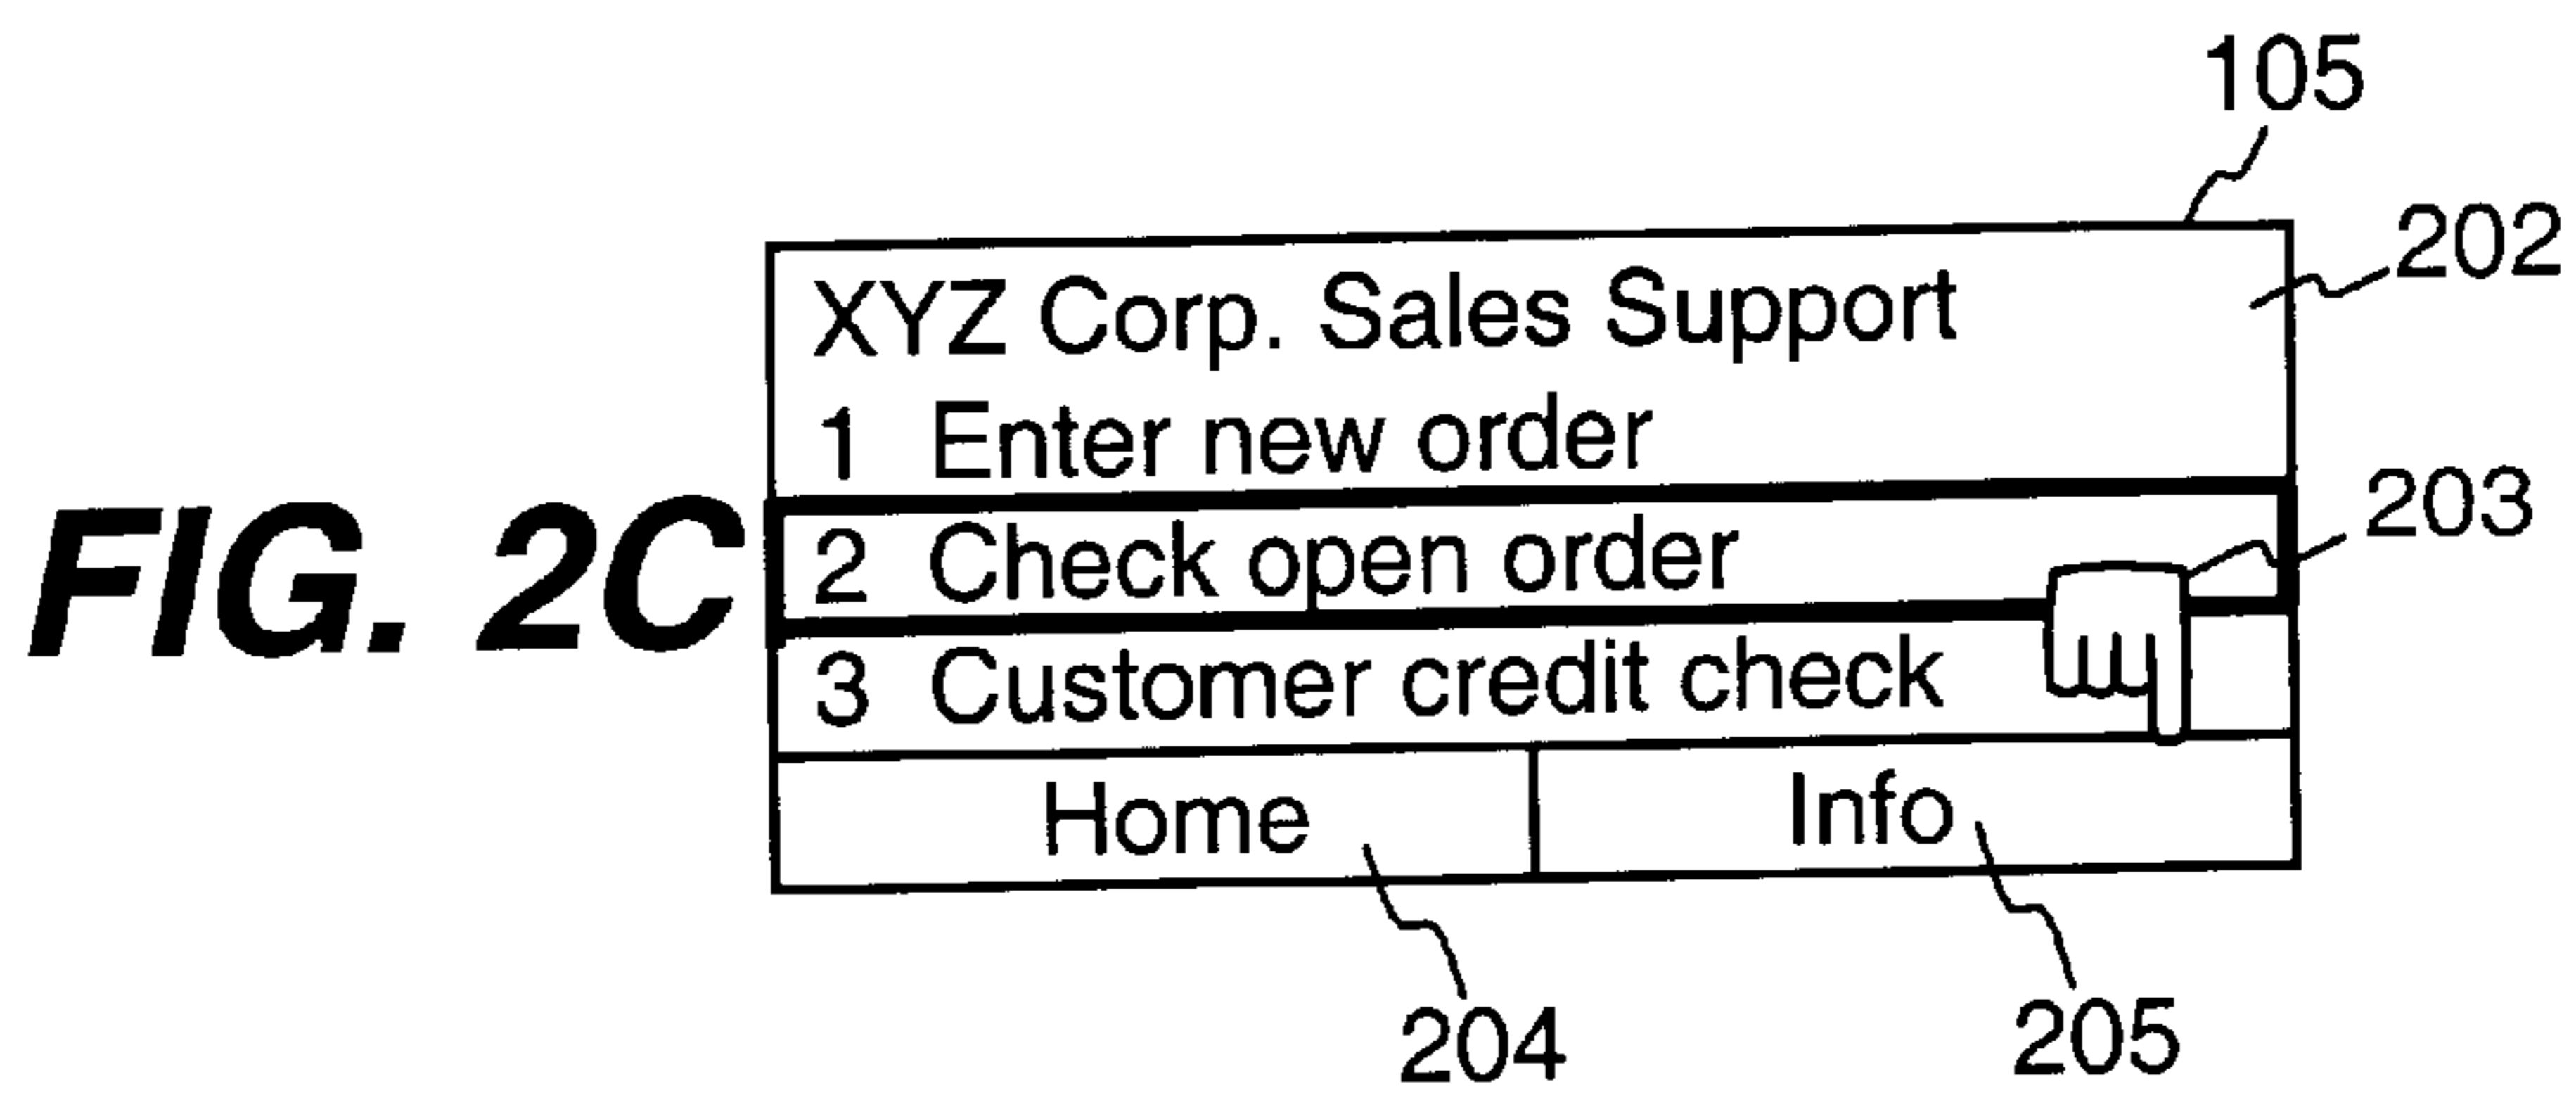 105
202
XYZ Corp. Sales Support
1 Enter new order
203
FIG. 2C
2 Check open order
3 Customer credit check
Home Info
204 205